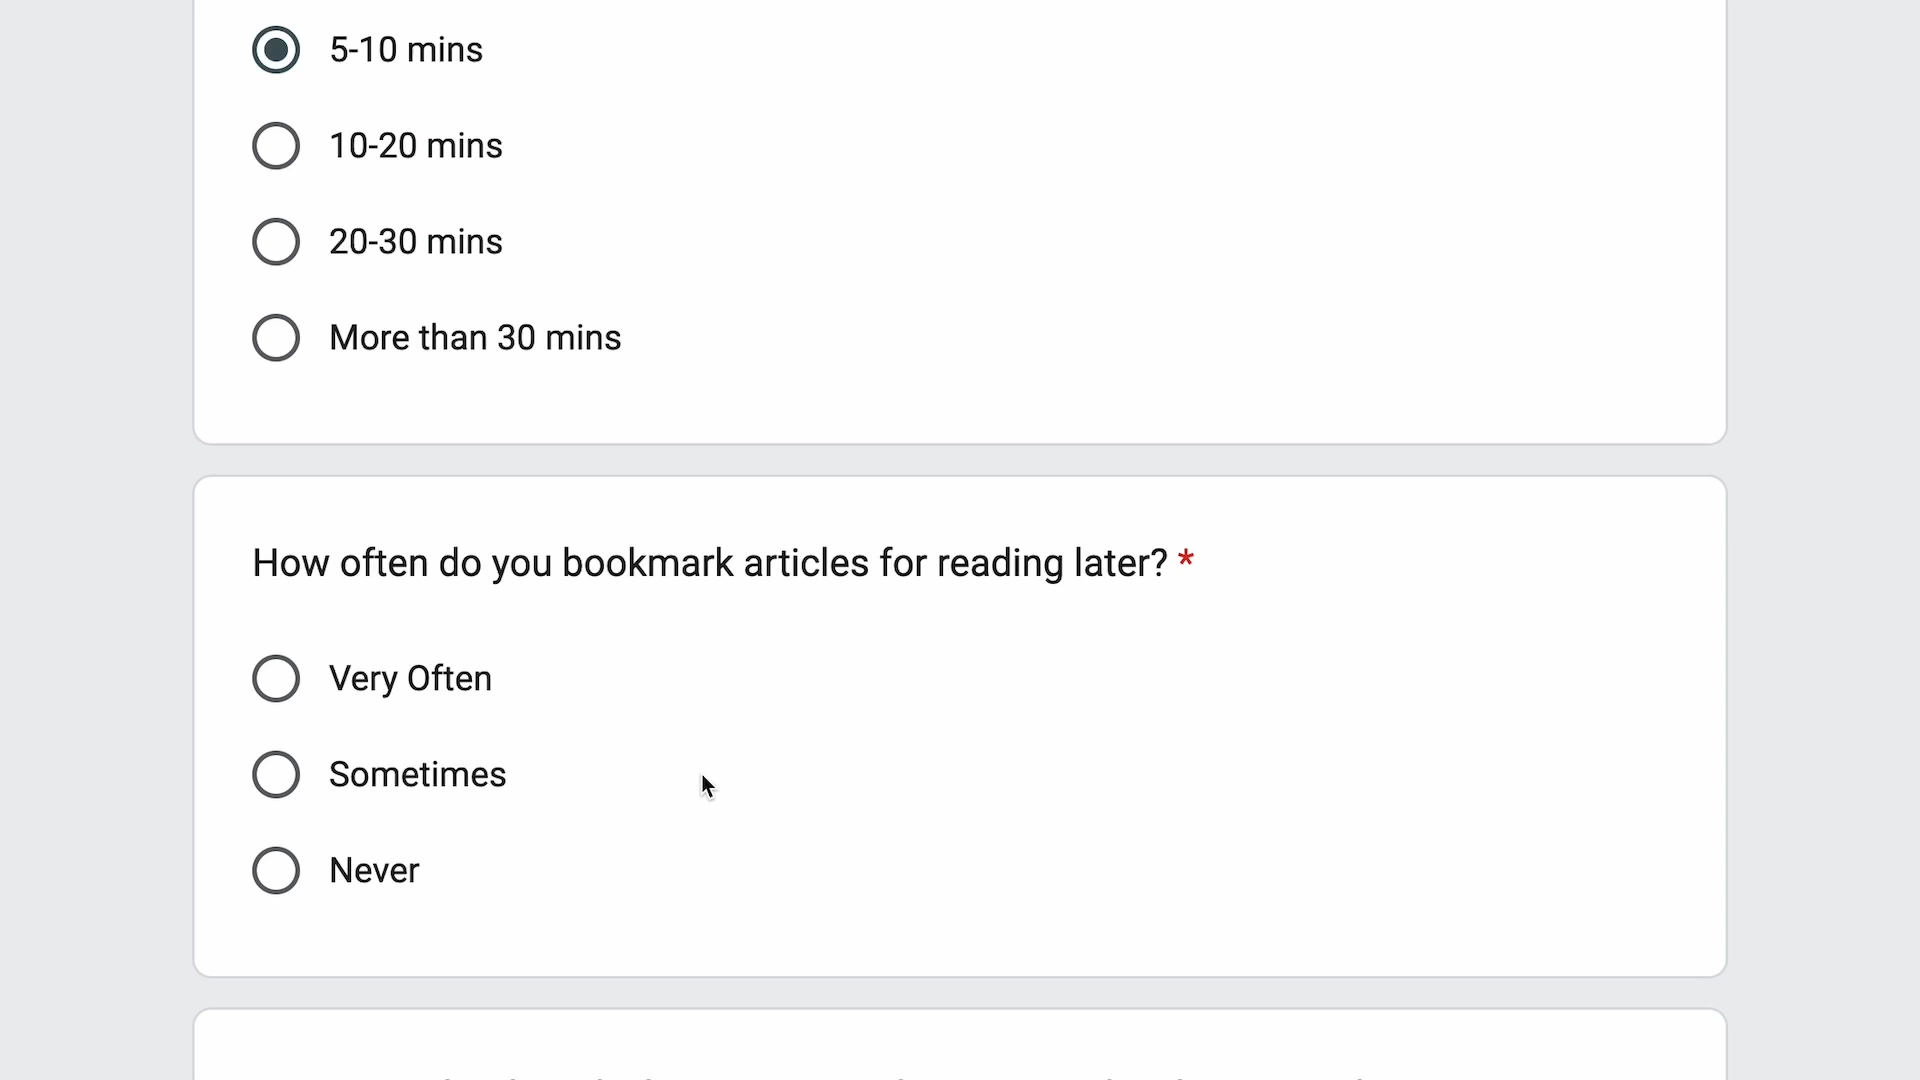 5-10 mins
10-20 mins
20-30 mins
More than 30 mins
How often do you bookmark articles for reading later? *
Very Often
Sometimes
Never